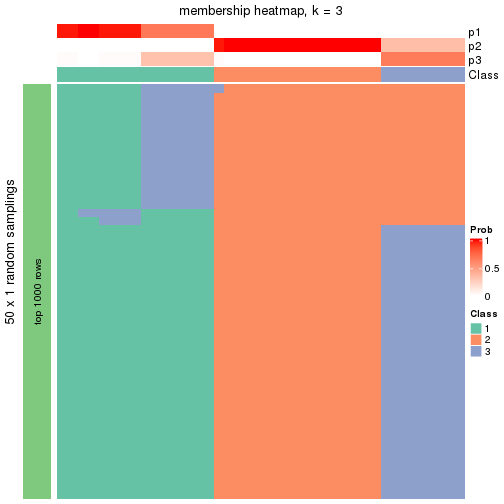 membership heatmap, k = 3
p1
p2
p3
Class
50 x 1 random samplings
top 1000 rows
Prob
1
0.5
0
Class
1
2
3